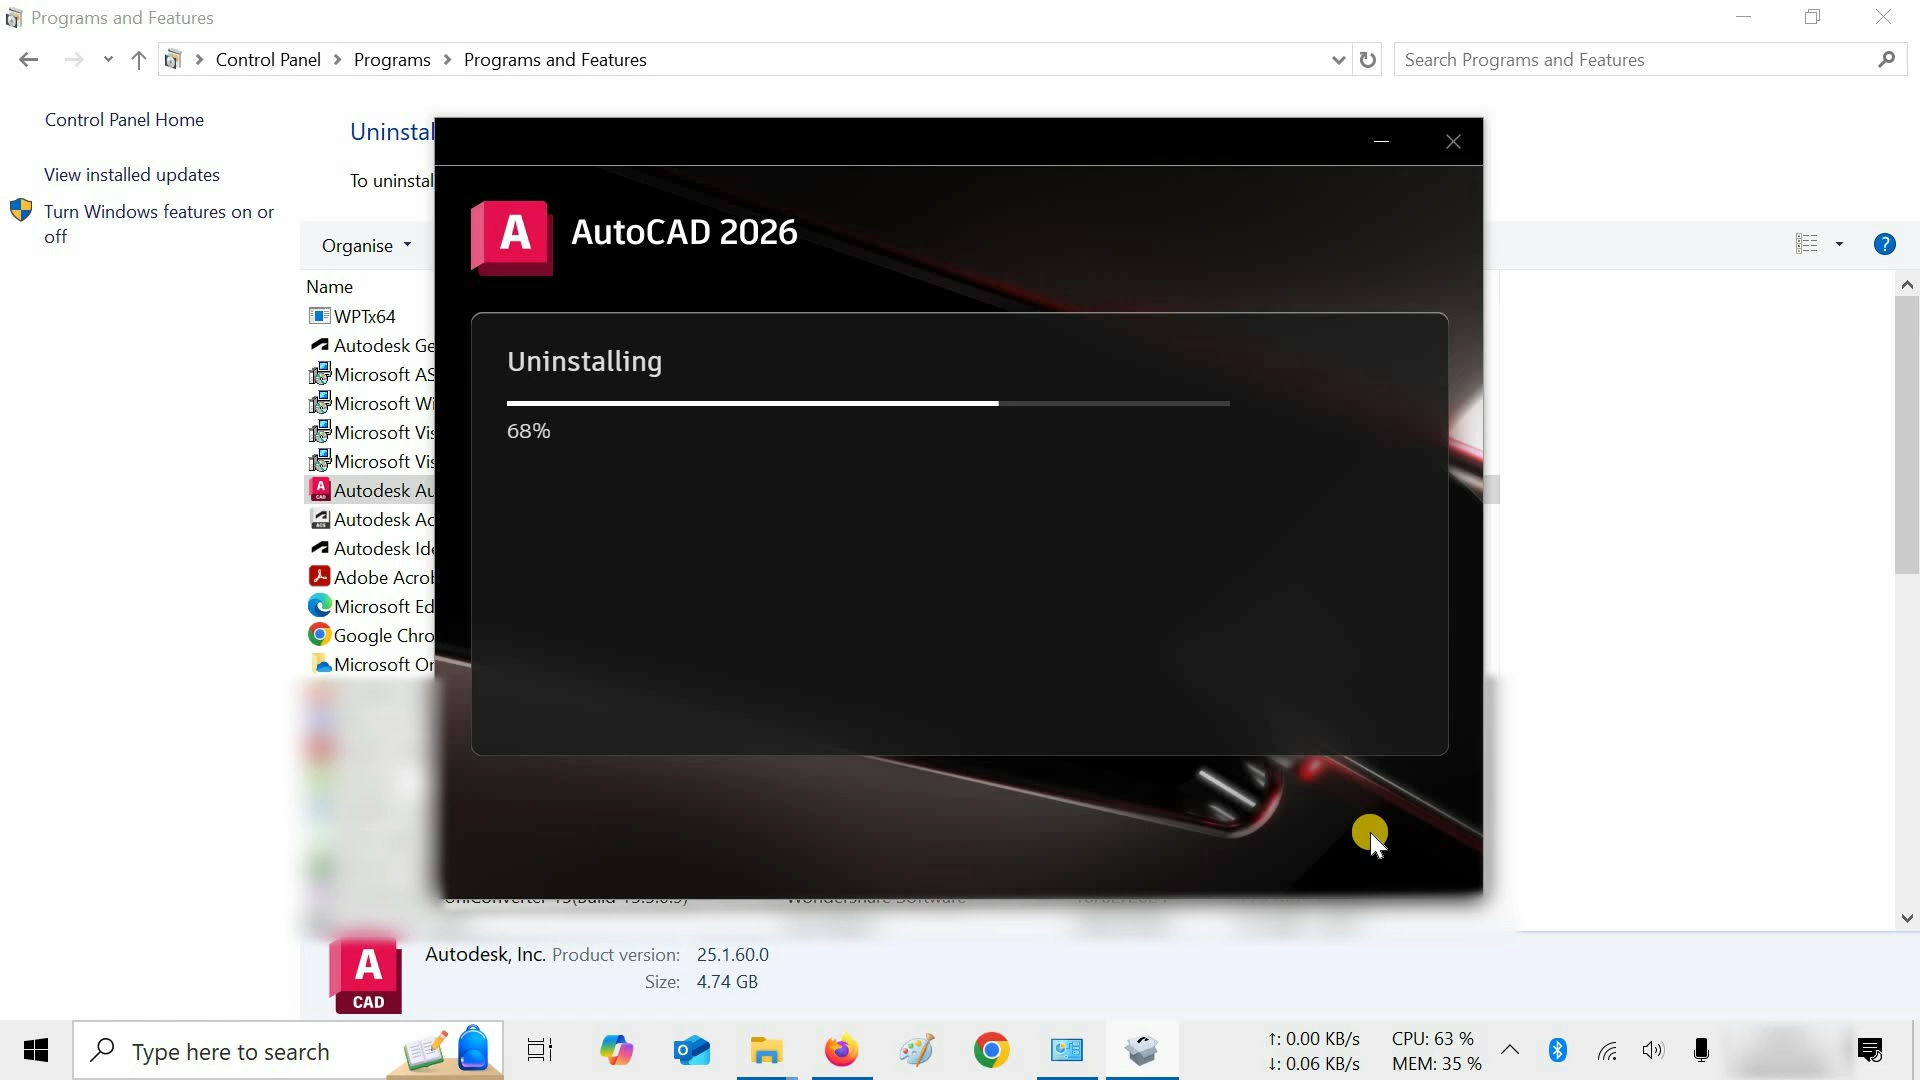 Programs and Features
Control Panel
Programs
Programs and Features
Search Programs and Features
Control Panel Home
View installed updates
Turn Windows features on or
off
Uninstal
To uninstal
Organise
Name
WPTx64
Autodesk Ge
Microsoft AS
Microsoft Wi
Microsoft Vis
Microsoft Vis
A
CAD
Autodesk Au
Autodesk Ac
Autodesk Ide
Adobe Acrob
Microsoft Ed
Google Chro
Microsoft On
A
AutoCAD 2026
Uninstalling
68%
A
CAD
Autodesk, Inc. Product version: 25.1.60.0
Size: 4.74 GB
Type here to search
↑: 0.00 KB/s
↓: 0.06 KB/s
CPU: 63 %
MEM: 35 %